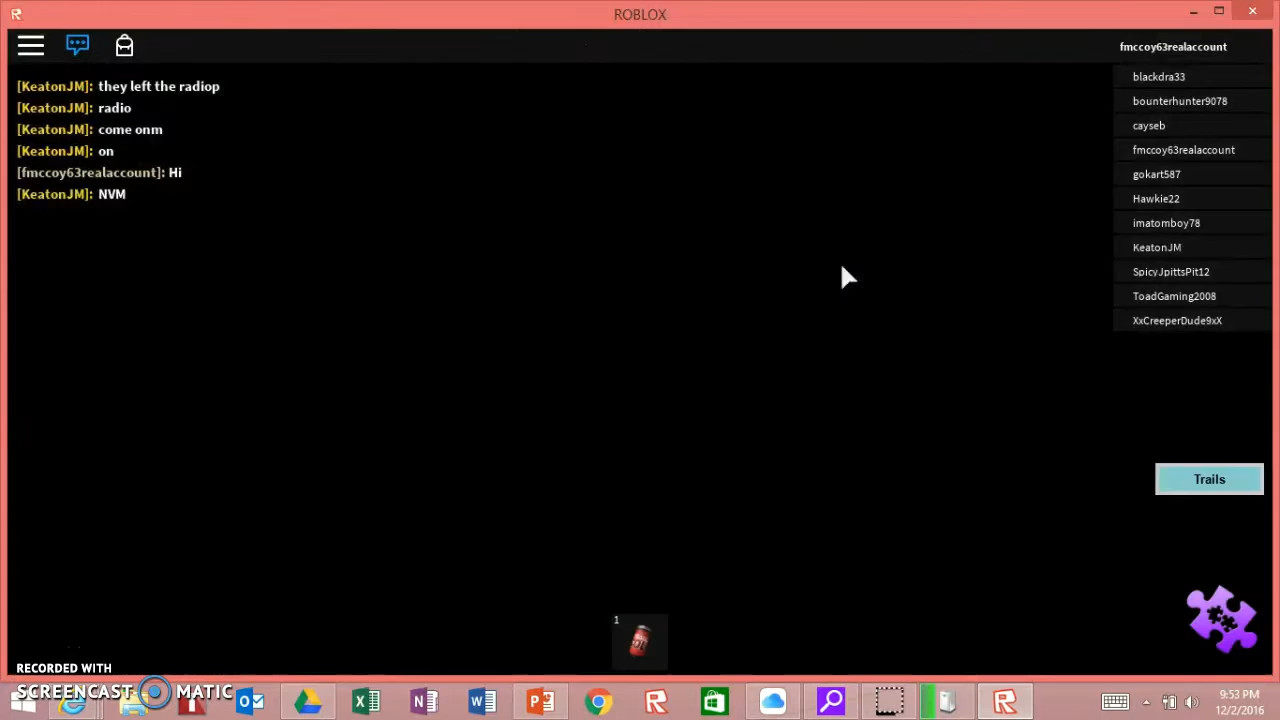 ROBLOX
fmccoy63realaccount
[KeatonJM]: they left the radiop
[KeatonJM]: radio
[KeatonJM]: come onm
[KeatonJM]: on
[fmccoy63realaccount]: Hi
[KeatonJM]: NVM
blackdra33
bounterhunter9078
cayseb
fmccoy63realaccount
gokart587
Hawkie22
imatomboy78
KeatonJM
SpicyJpittsPit12
ToadGaming2008
XxCreeperDude9xX
Trails
1
RECORDED WITH
SCREENCAST MATIC
9:53 PM
12/2/2016